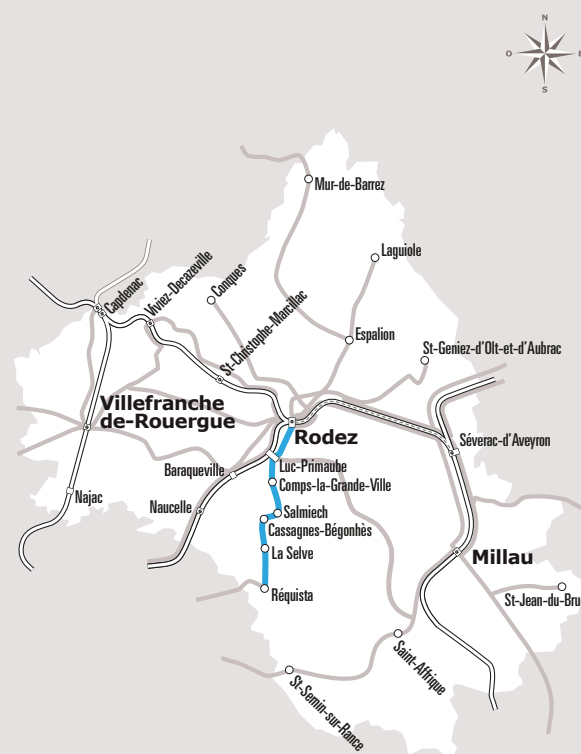 N
O
E
S
Mur-de-Barrez
Laguiole
Capdenac
Viviez-Decazeville
Conques
St-Christophe-Marcillac
Espalion
St-Geniez-d'Olt-et-d'Aubrac
Villefranche
de-Rouergue
Rodez
Séverac-d'Aveyron
Baraqueville
Luc-Primaube
Najac
Comps-la-Grande-Ville
Naucelle
Salmiech
Cassagnes-Bégonhès
La Selve
Millau
Réquista
St-Jean-du-Bru
Saint-Affrique
St-Sernin-sur-Rance